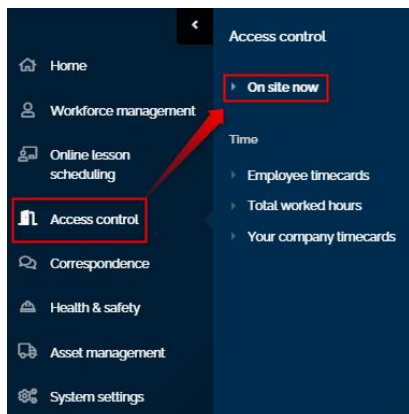 Home
Workforce management
Online lesson
scheduling
Access control
Correspondence
Health & safety
Asset management
System settings
Access control
On site now
Time
Employee timecards
Total worked hours
Your company timecards